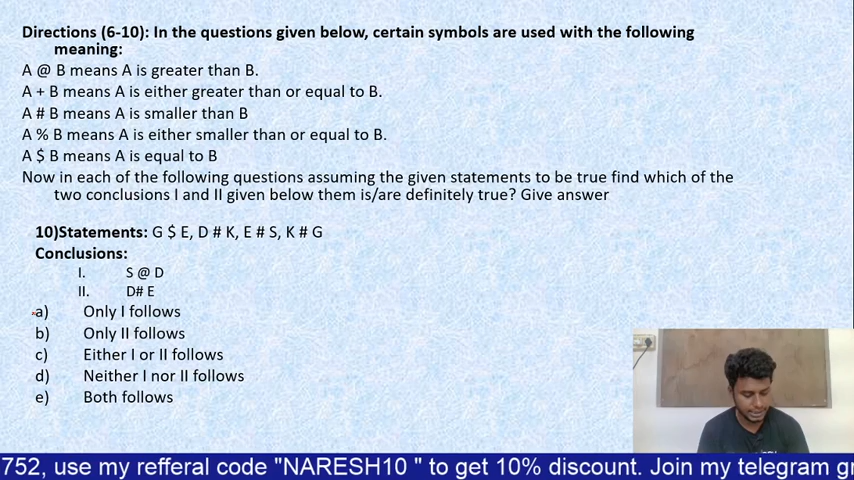 Directions (6-10): In the questions given below, certain symbols are used with the following
meaning:
A @ B means A is greater than B.
A + B means A is either greater than or equal to B.
A # B means A is smaller than B
A % B means A is either smaller than or equal to B.
A $ B means A is equal to B
Now in each of the following questions assuming the given statements to be true find which of the
two conclusions I and II given below them is/are definitely true? Give answer
10)Statements: G $ E, D # K, E # S, K # G
Conclusions:
I. S @ D
II. D# E
a) Only I follows
b) Only II follows
c) Either I or II follows
d) Neither I nor II follows
e) Both follows
752, use my refferal code "NARESH10 " to get 10% discount. Join my telegram gr